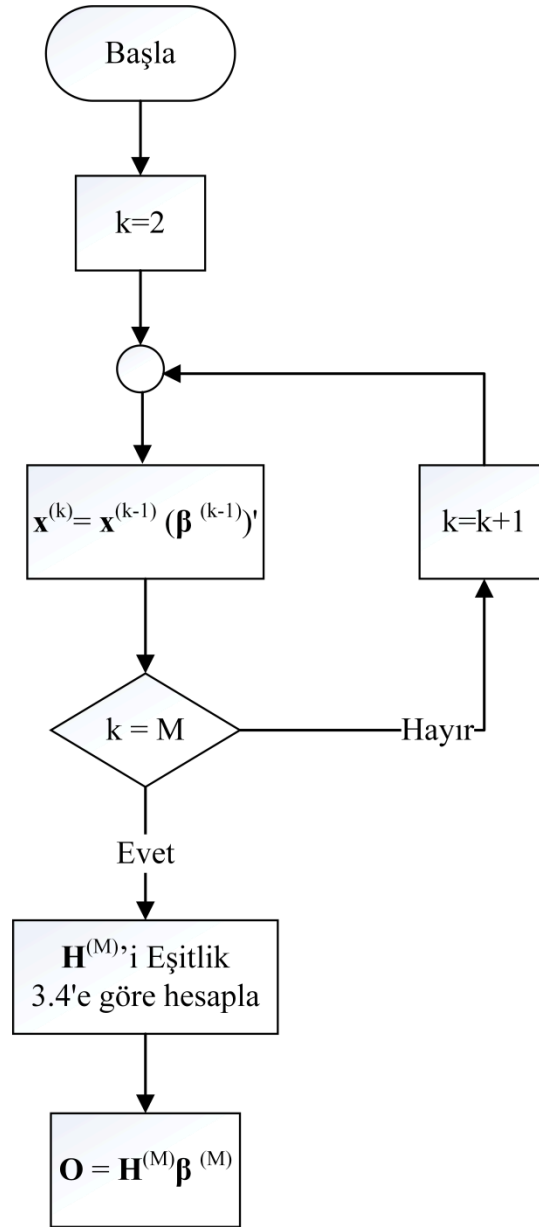 Başla
k=2
x⁽ᵏ⁾= x⁽ᵏ⁻¹⁾ (β ⁽ᵏ⁻¹⁾)'
k=k+1
k = M
Hayır
Evet
H⁽ᴹ⁾’i Eşitlik
3.4'e göre hesapla
O = H⁽ᴹ⁾β ⁽ᴹ⁾